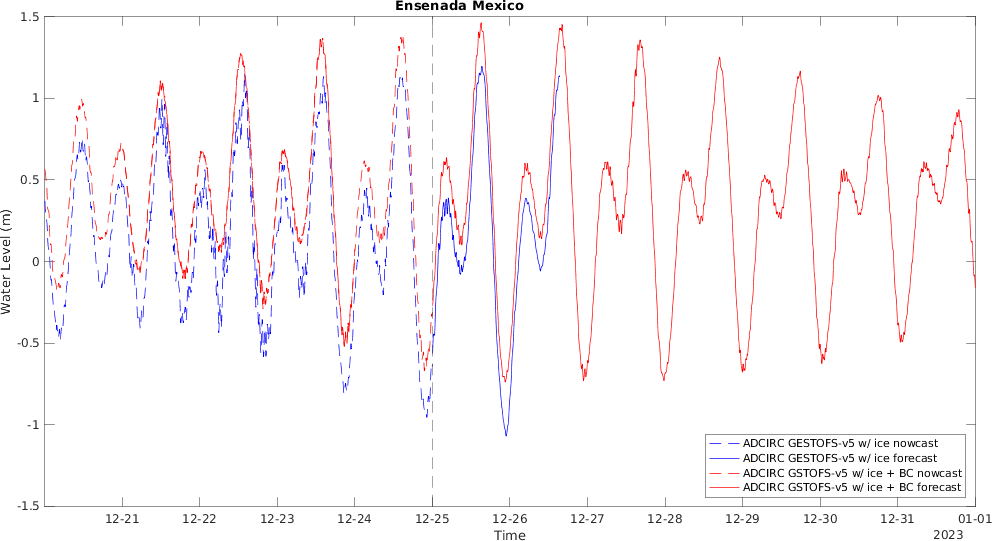 Ensenada Mexico
1.5
1
0.5
0
-0.5
-1
-1.5
Water Level (m)
12-21 12-22 12-23 12-24 12-25 12-26 12-27 12-28 12-29 12-30 12-31 01-01
Time
2023
ADCIRC GESTOFS-v5 w/ ice nowcast
ADCIRC GESTOFS-v5 w/ ice forecast
ADCIRC GSTOFS-v5 w/ ice + BC nowcast
ADCIRC GSTOFS-v5 w/ ice + BC forecast